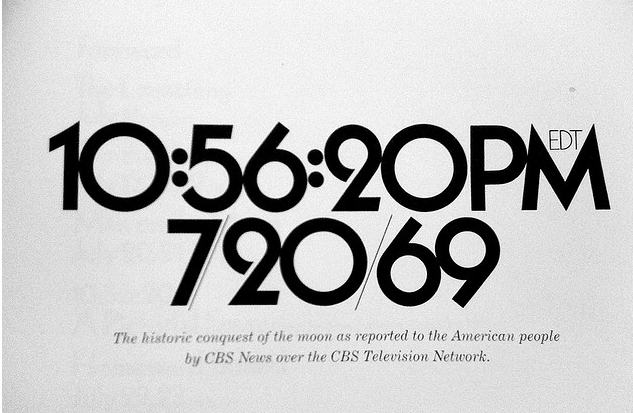 10:56:20PM EDT
7/20/69
The historic conquest of the moon as reported to the American people
by CBS News over the CBS Television Network.